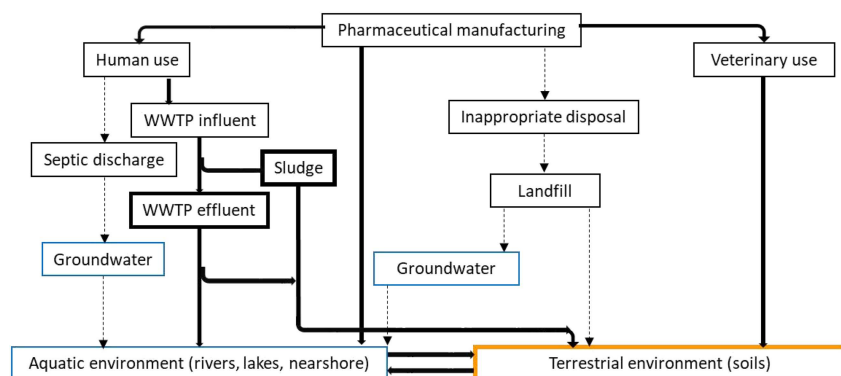 Pharmaceutical manufacturing
Human use
Veterinary use
WWTP influent
Inappropriate disposal
Septic discharge
Sludge
Landfill
WWTP effluent
Groundwater
Groundwater
Aquatic environment (rivers, lakes, nearshore)
Terrestrial environment (soils)